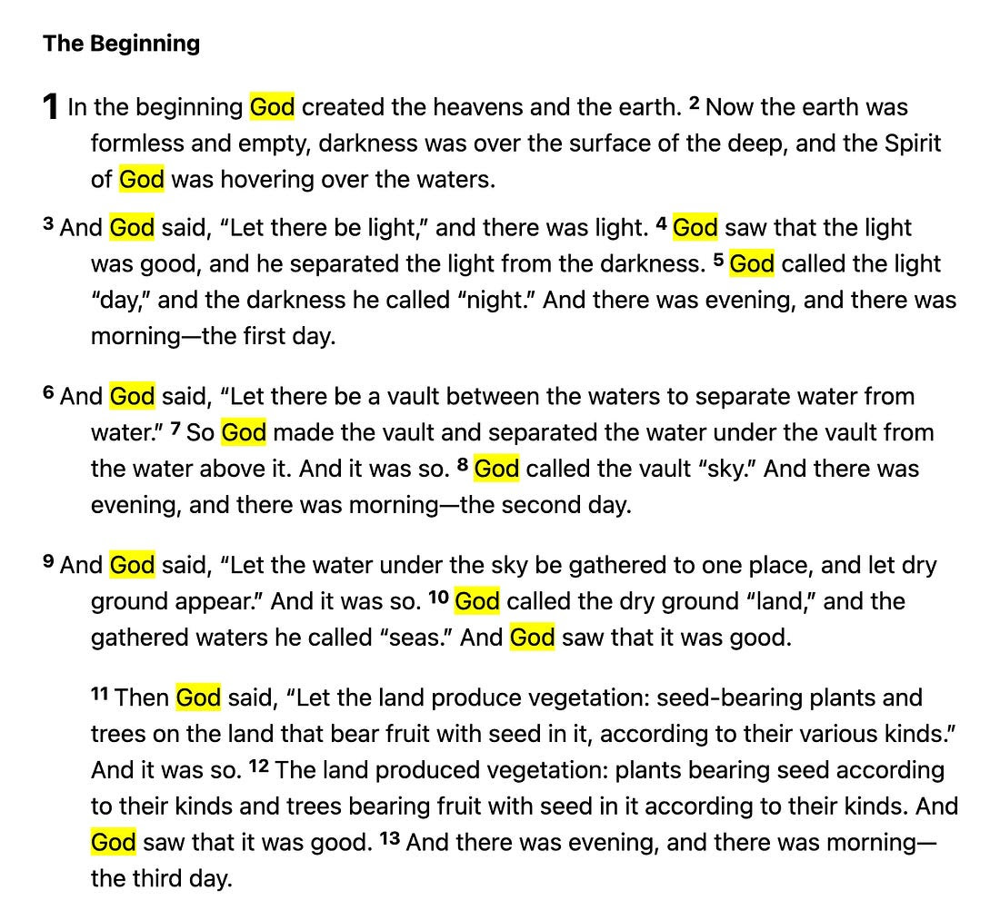 The Beginning
1 In the beginning God created the heavens and the earth. 2 Now the earth was
formless and empty, darkness was over the surface of the deep, and the Spirit
of God was hovering over the waters.
3 And God said, “Let there be light,” and there was light. 4 God saw that the light
was good, and he separated the light from the darkness. 5 God called the light
“day,” and the darkness he called “night.” And there was evening, and there was
morning—the first day.
6 And God said, “Let there be a vault between the waters to separate water from
water.” 7 So God made the vault and separated the water under the vault from
the water above it. And it was so. 8 God called the vault “sky.” And there was
evening, and there was morning—the second day.
9 And God said, “Let the water under the sky be gathered to one place, and let dry
ground appear.” And it was so. 10 God called the dry ground “land,” and the
gathered waters he called “seas.” And God saw that it was good.
11 Then God said, “Let the land produce vegetation: seed-bearing plants and
trees on the land that bear fruit with seed in it, according to their various kinds.”
And it was so. 12 The land produced vegetation: plants bearing seed according
to their kinds and trees bearing fruit with seed in it according to their kinds. And
God saw that it was good. 13 And there was evening, and there was morning—
the third day.